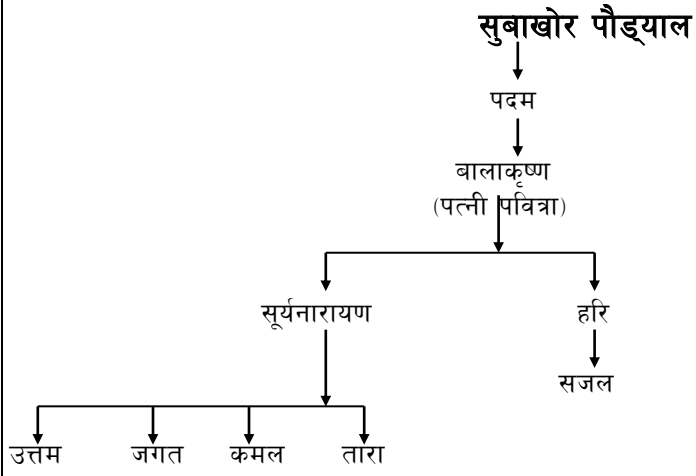 सुबाखोर पौड्याल
पदम
बालाकृष्ण
(पत्नी पवित्रा)
सूर्यनारायण हरि
सजल
उत्तम जगत कमल तारा